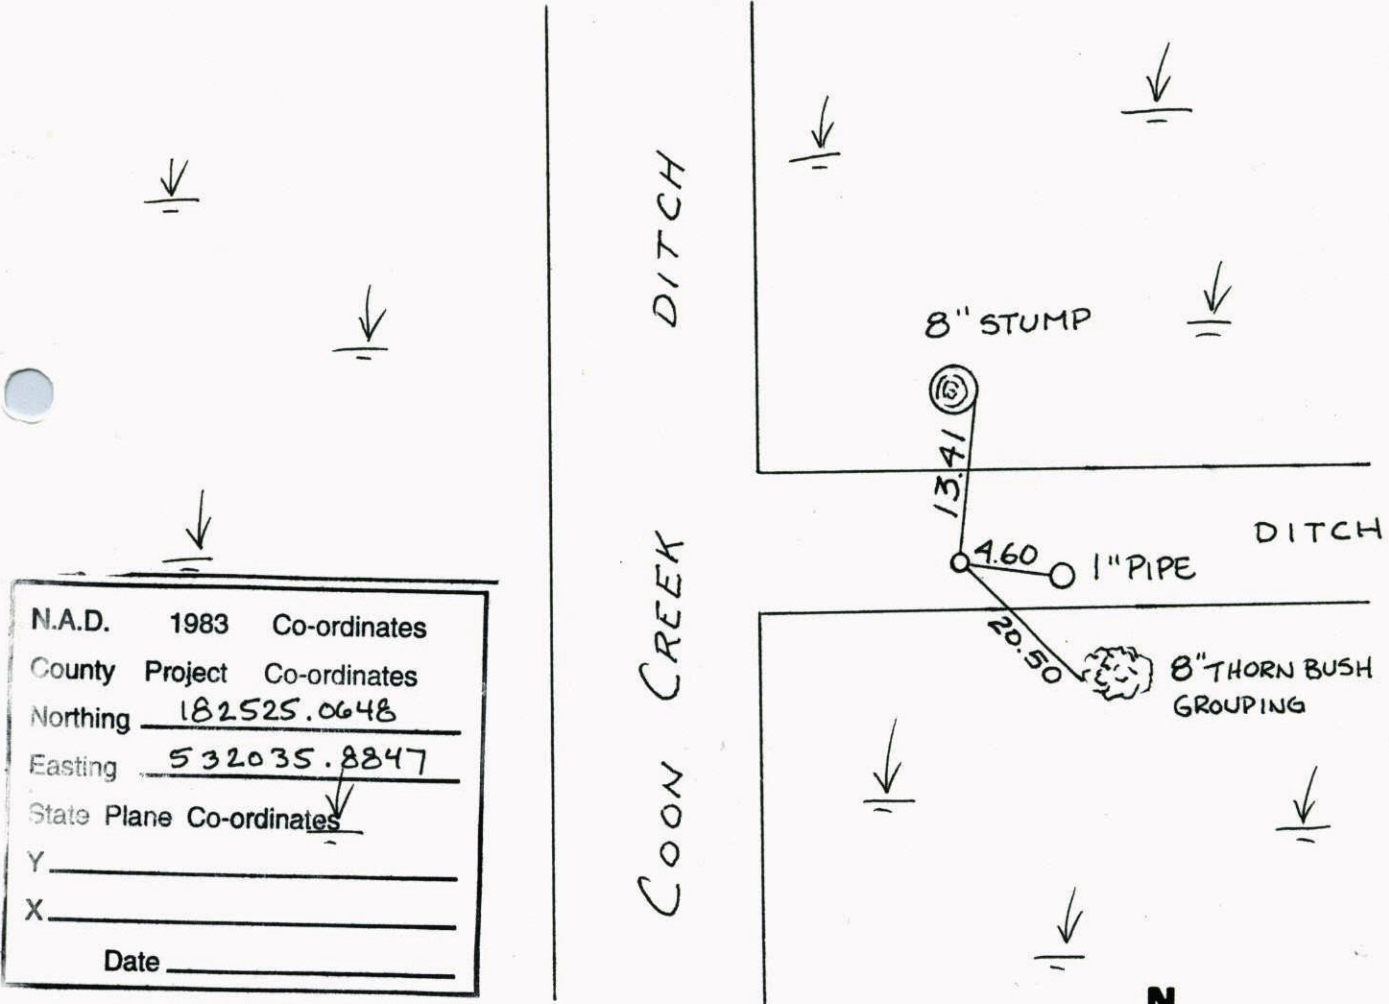 DITCH
8" STUMP
13.41
DITCH
4.60
1" PIPE
20.50
8" THORN BUSH
GROUPING
COON CREEK
N.A.D. 1983 Co-ordinates
County Project Co-ordinates
Northing 182525.0648
Easting 532035.8847
State Plane Co-ordinates
Y
X
Date
N